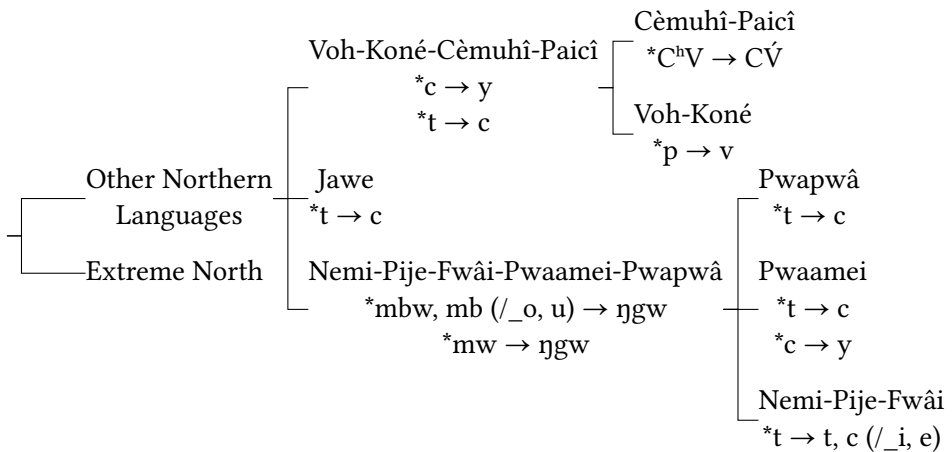 Cèmuhî-Paicî
*CʰV → CV́
Voh-Koné-Cèmuhî-Paicî
*c → y
*t → c
Voh-Koné
*p → v
Other Northern
Languages
Jawe
*t → c
Pwapwâ
*t → c
Extreme North
Nemi-Pije-Fwâi-Pwaamei-Pwapwâ
*mbw, mb (/_o, u) → ŋgw
*mw → ŋgw
Pwaamei
*t → c
*c → y
Nemi-Pije-Fwâi
*t → t, c (/_i, e)